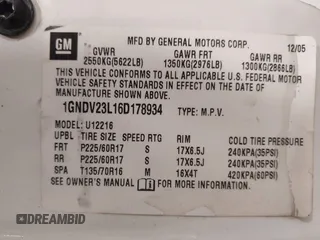 GM
MFD BY GENERAL MOTORS CORP. 12/05
GVWR GAWR FRT GAWR RR
2550KG(5622LB) 1350KG(2976LB) 1300KG(2866LB)
THIS VEHICLE CONFORMS TO ALL APPLICABLE U.S.
FEDERAL MOTOR VEHICLE SAFETY STANDARDS
IN EFFECT ON THE DATE OF
MANUFACTURE SHOWN ABOVE.
1GNDV23L16D178934 TYPE: M.P.V.
MODEL: U12216
UPBL TIRE SIZE SPEED RTG RIM COLD TIRE PRESSURE
FRT P225/60R17 S 17X6.5J 240KPA(35PSI)
RR P225/60R17 S 17X6.5J 240KPA(35PSI)
SPA T135/70R16 M 16X4T 420KPA(60PSI)
SEE OWNER'S MANUAL FOR ADDITIONAL INFORMATION.
DREAMBID